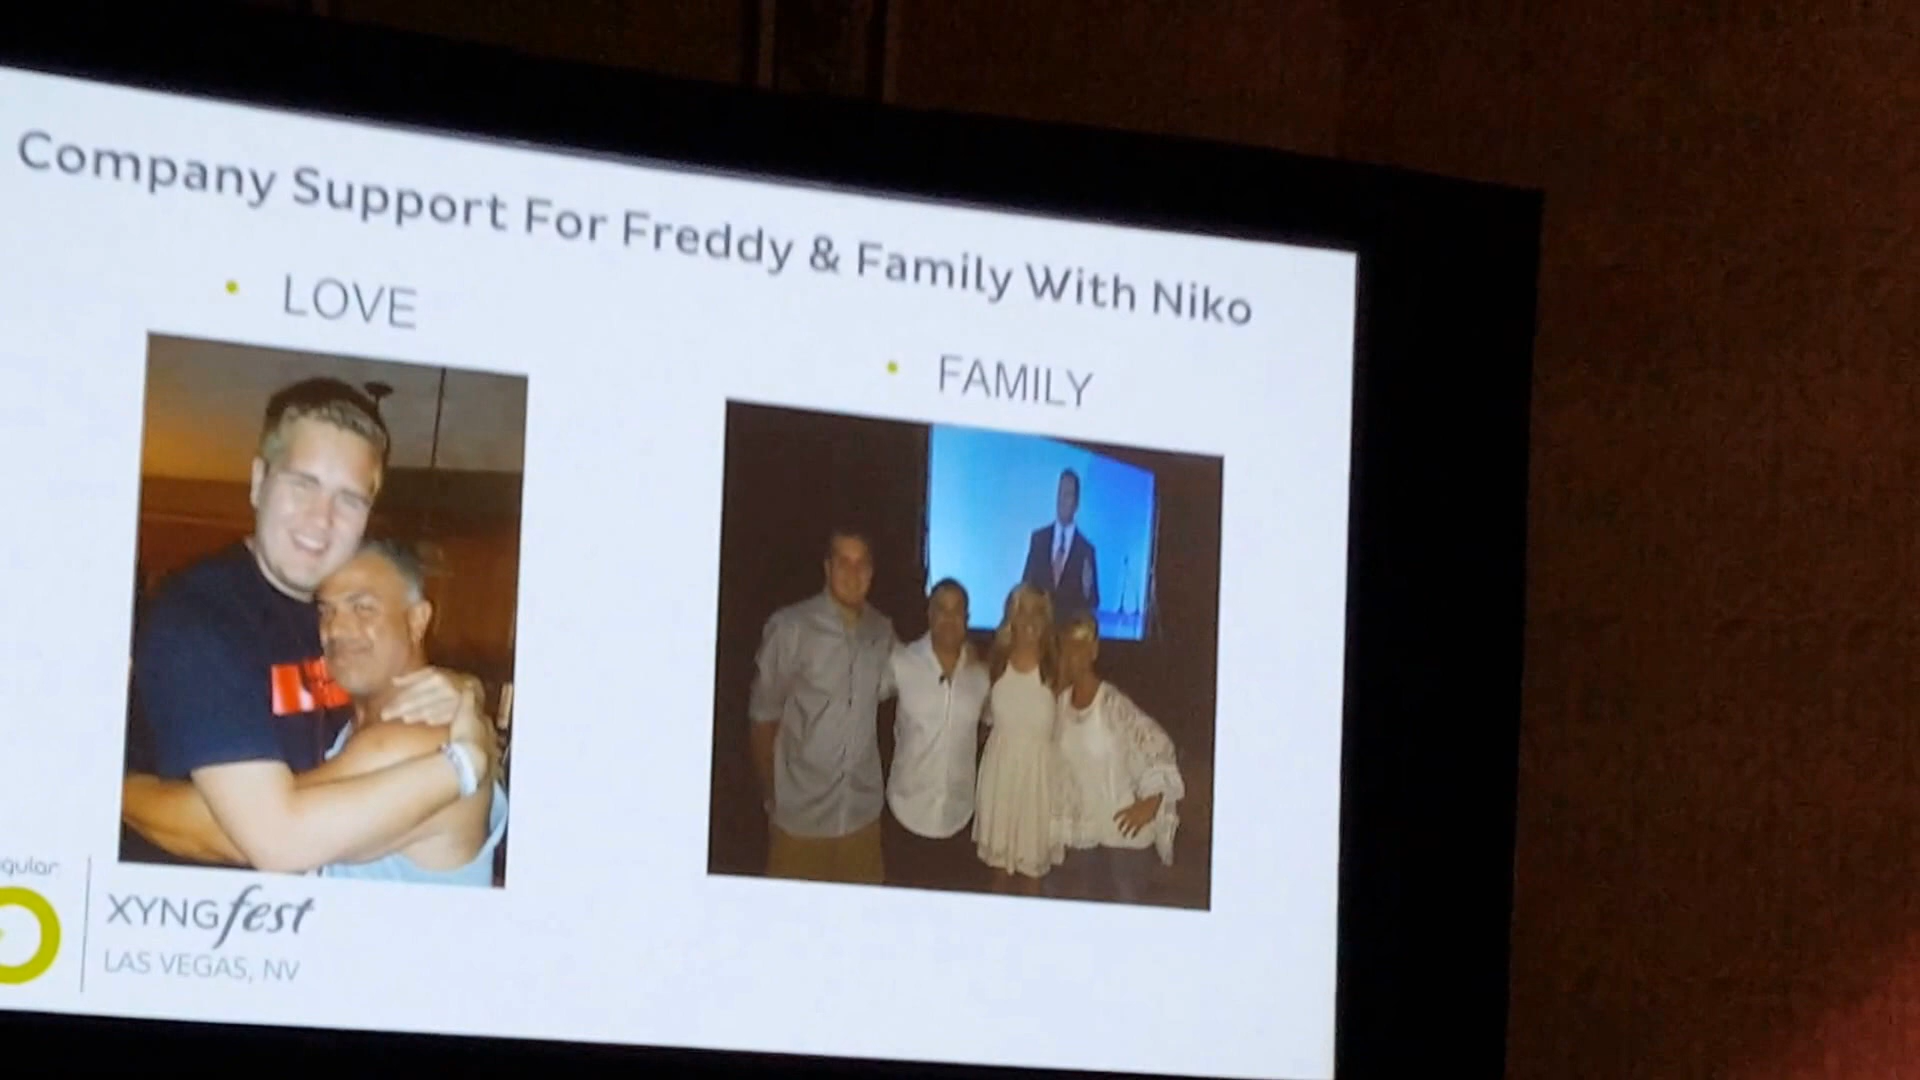 Company Support For Freddy & Family With Niko
• LOVE
• FAMILY
XYNGfest
LAS VEGAS, NV